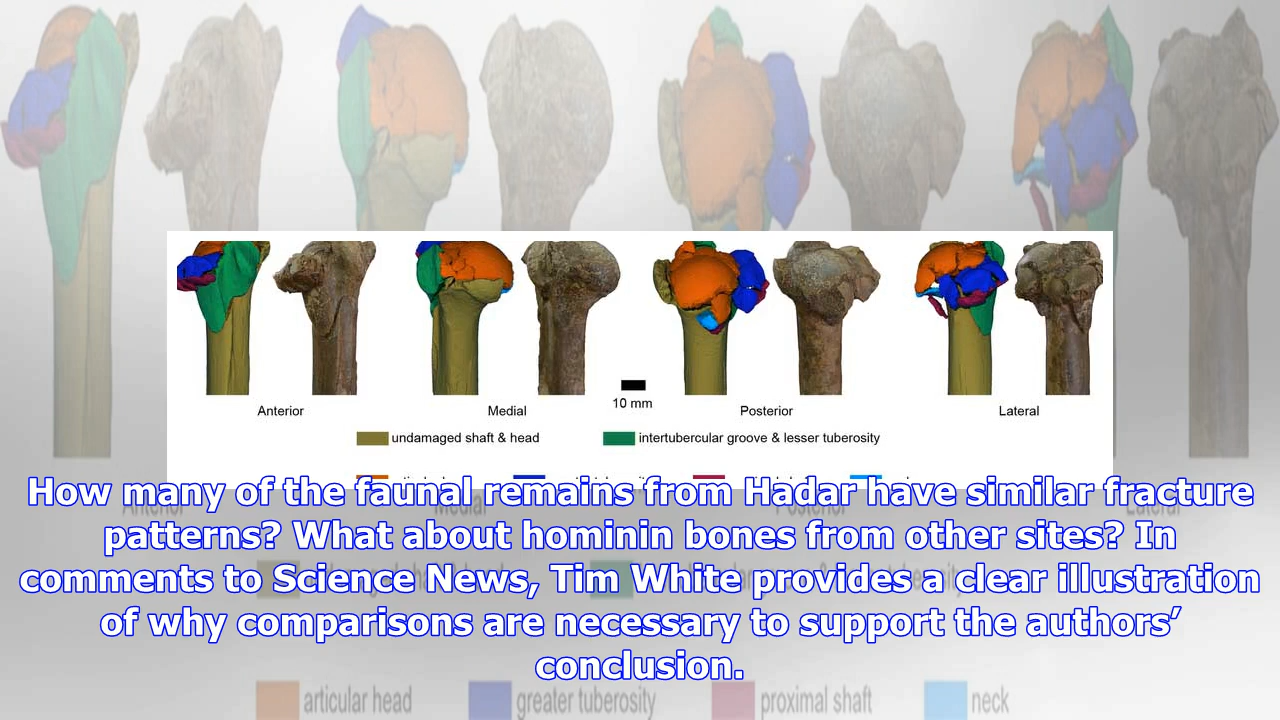 Anterior
Medial
10 mm
Posterior
Lateral
undamaged shaft & head
intertubercular groove & lesser tuberosity
How many of the faunal remains from Hadar have similar fracture
patterns? What about hominin bones from other sites? In
comments to Science News, Tim White provides a clear illustration
of why comparisons are necessary to support the authors’
conclusion.
articular head
greater tuberosity
proximal shaft
neck